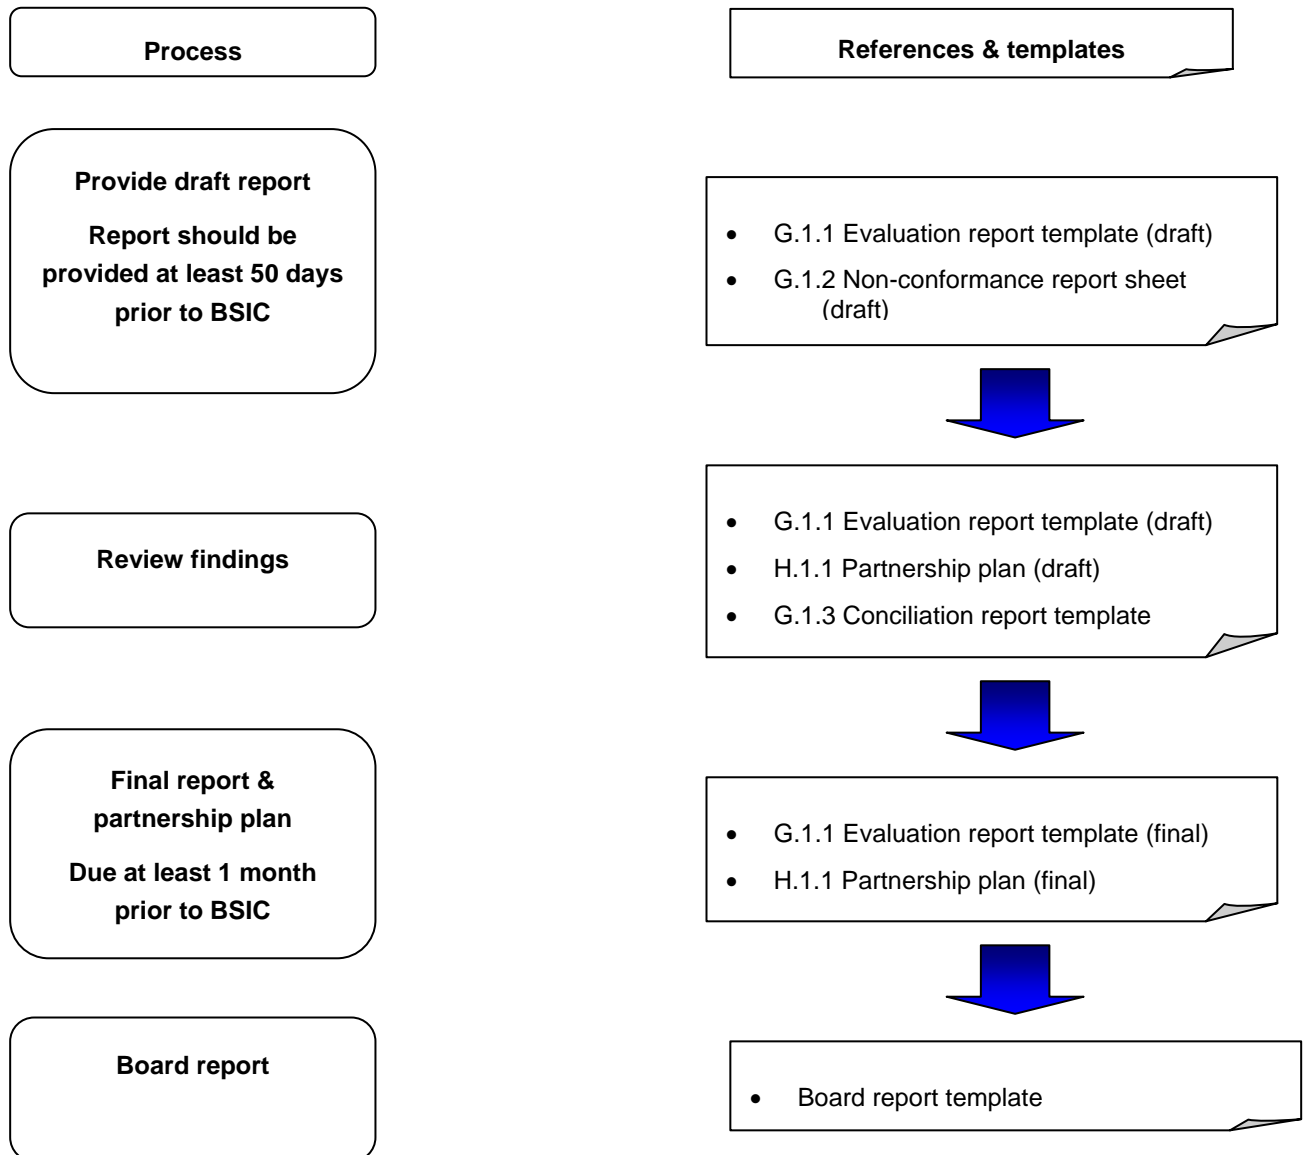 Process
References & templates
Provide draft report
Report should be
provided at least 50 days
prior to BSIC
• G.1.1 Evaluation report template (draft)
• G.1.2 Non-conformance report sheet
(draft)
Review findings
• G.1.1 Evaluation report template (draft)
• H.1.1 Partnership plan (draft)
• G.1.3 Conciliation report template
Final report &
partnership plan
Due at least 1 month
prior to BSIC
• G.1.1 Evaluation report template (final)
• H.1.1 Partnership plan (final)
Board report
• Board report template